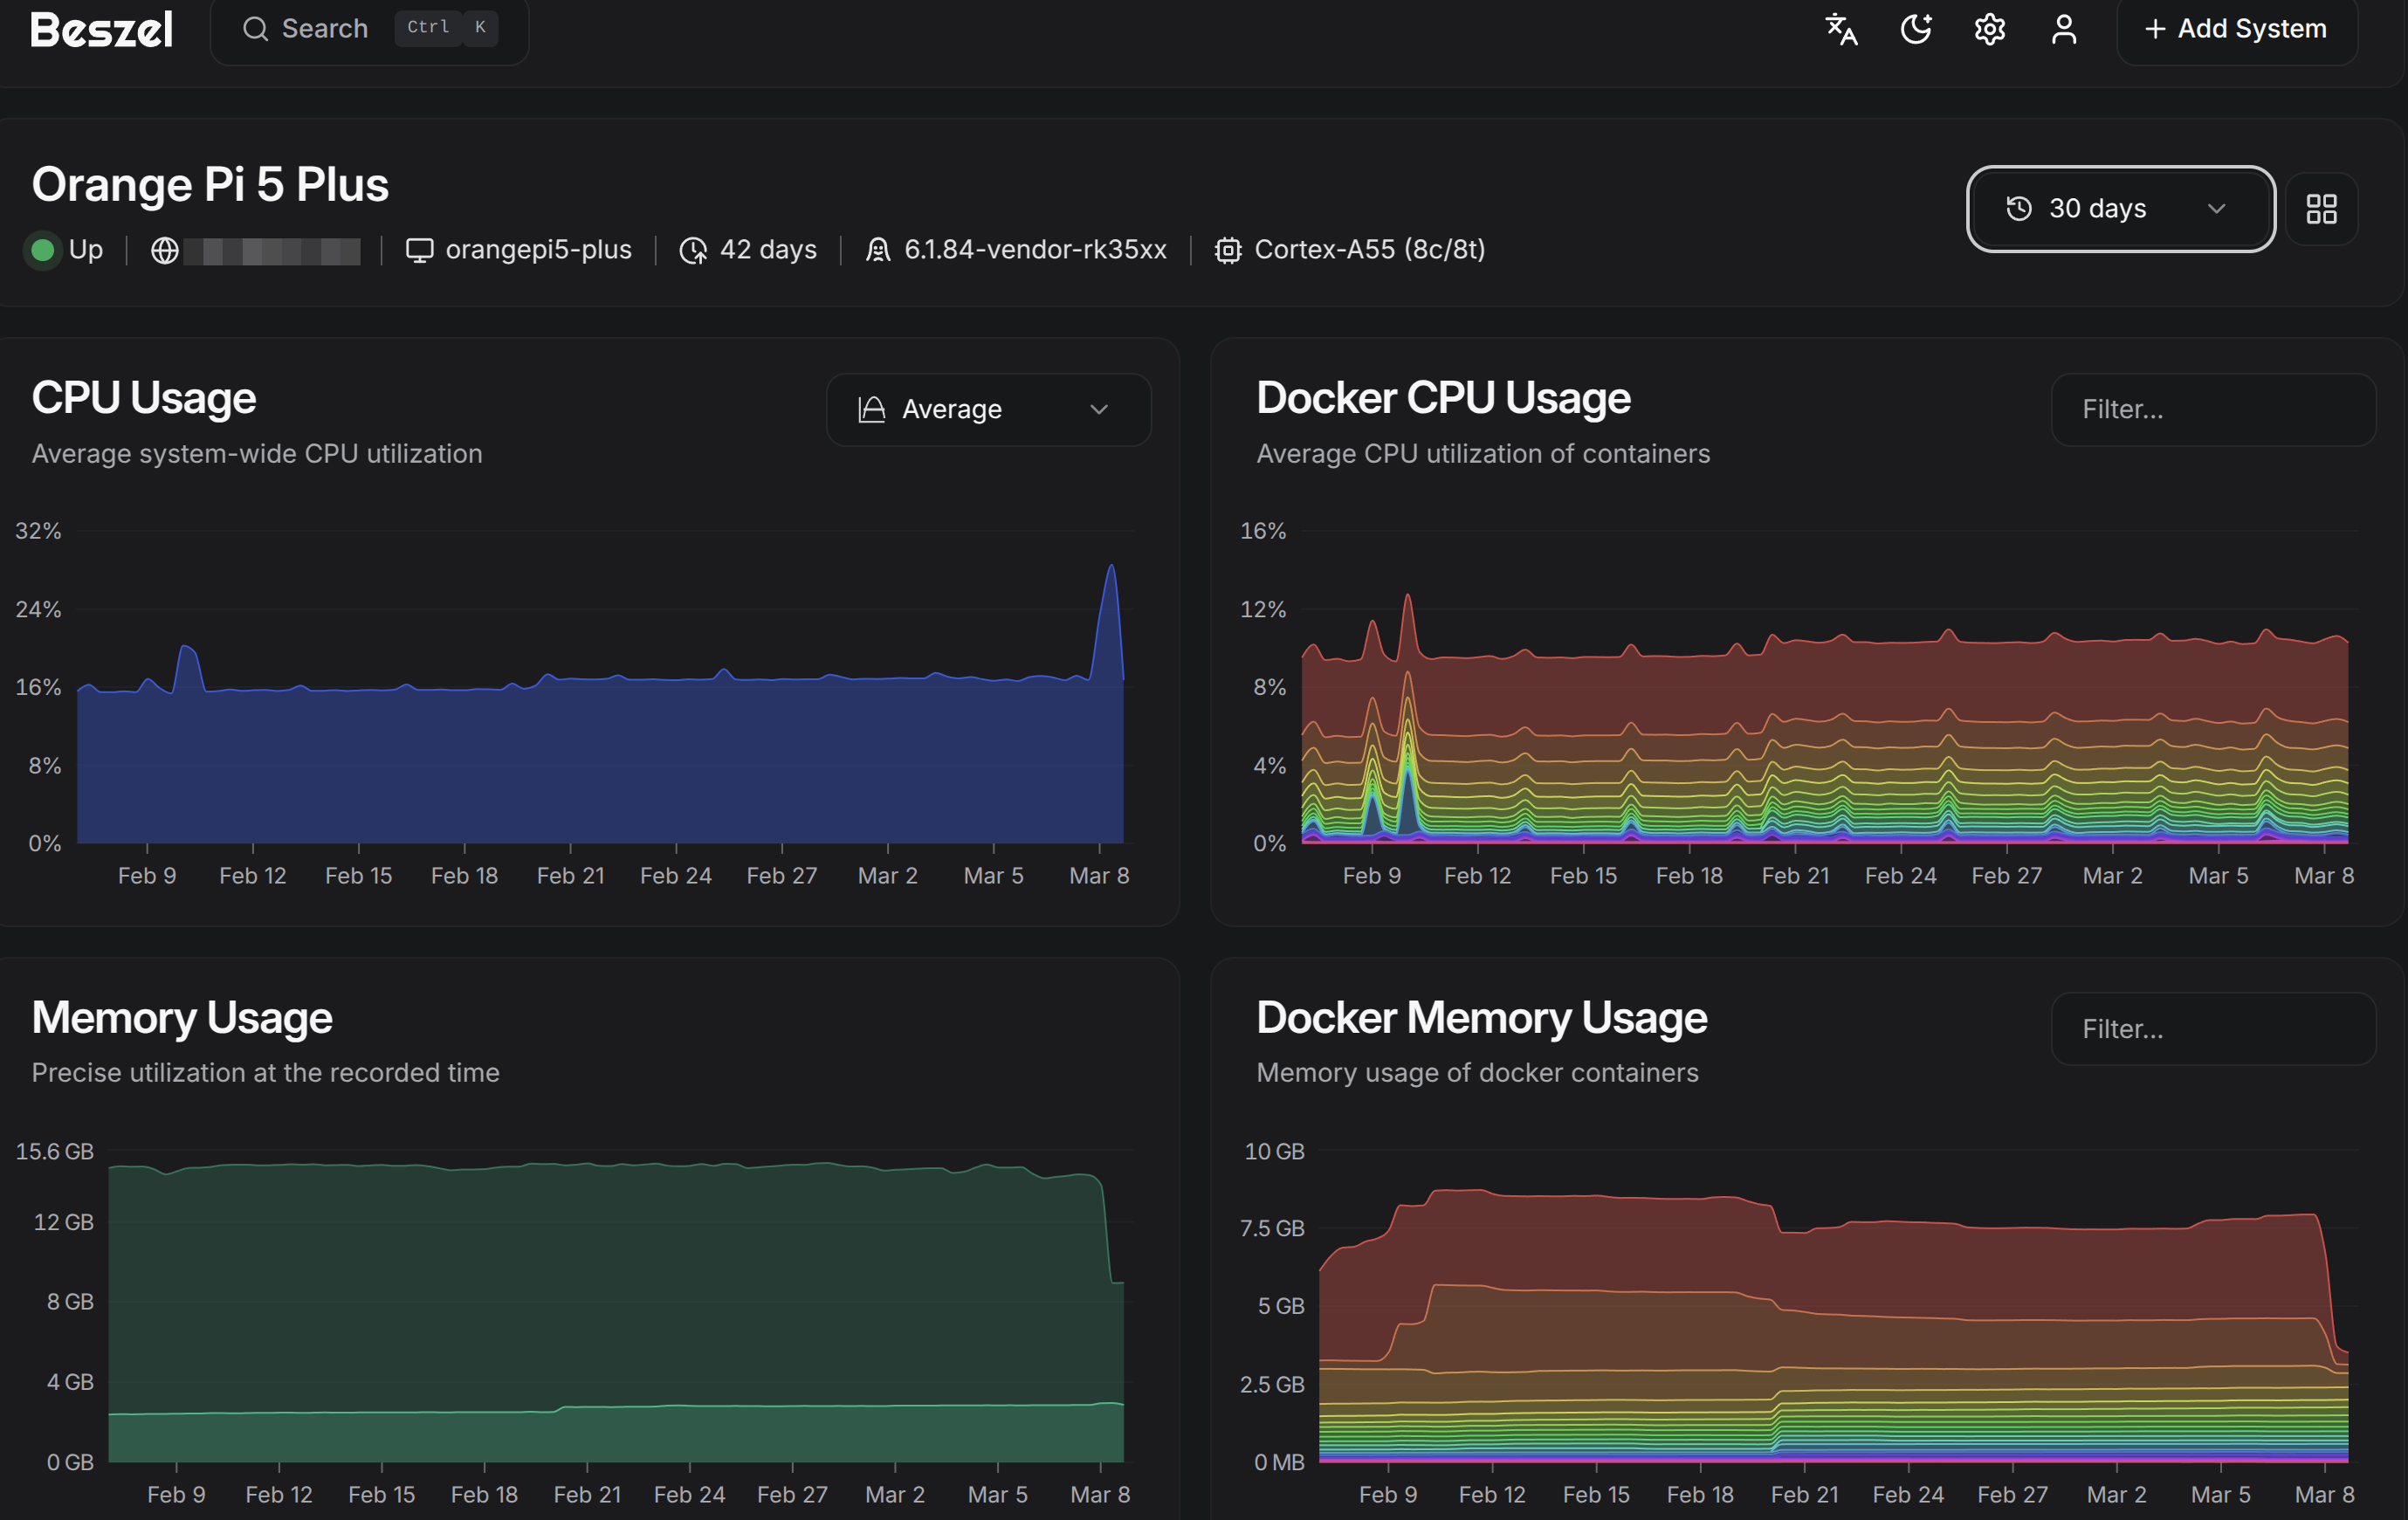 Beszel Search Ctrl K + Add System
Orange Pi 5 Plus
30 days
Up orangepi5-plus 42 days 6.1.84-vendor-rk35xx Cortex-A55 (8c/8t)
CPU Usage
Average
Average system-wide CPU utilization
32%
24%
16%
8%
0%
Feb 9 Feb 12 Feb 15 Feb 18 Feb 21 Feb 24 Feb 27 Mar 2 Mar 5 Mar 8
Docker CPU Usage
Filter...
Average CPU utilization of containers
16%
12%
8%
4%
0%
Feb 9 Feb 12 Feb 15 Feb 18 Feb 21 Feb 24 Feb 27 Mar 2 Mar 5 Mar 8
Memory Usage
Precise utilization at the recorded time
15.6 GB
12 GB
8 GB
4 GB
0 GB
Feb 9 Feb 12 Feb 15 Feb 18 Feb 21 Feb 24 Feb 27 Mar 2 Mar 5 Mar 8
Docker Memory Usage
Filter...
Memory usage of docker containers
10 GB
7.5 GB
5 GB
2.5 GB
0 MB
Feb 9 Feb 12 Feb 15 Feb 18 Feb 21 Feb 24 Feb 27 Mar 2 Mar 5 Mar 8